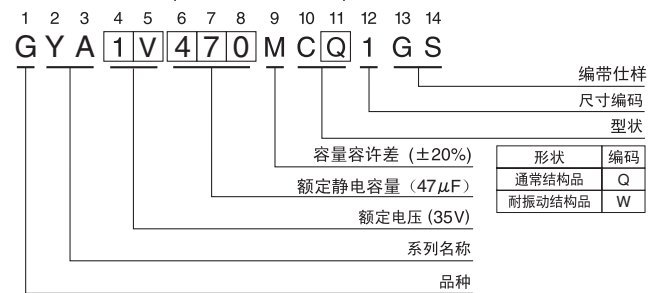 1 2 3 4 5 6 7 8 9 10 11 12 13 14
G Y A 1 V 4 7 0 M C Q 1 G S
编带仕样
尺寸编码
型状
容量容许差 (±20%)
额定静电容量（47μF）
额定电压 (35V)
系列名称
品种
形状 编码
通常结构品 Q
耐振动结构品 W